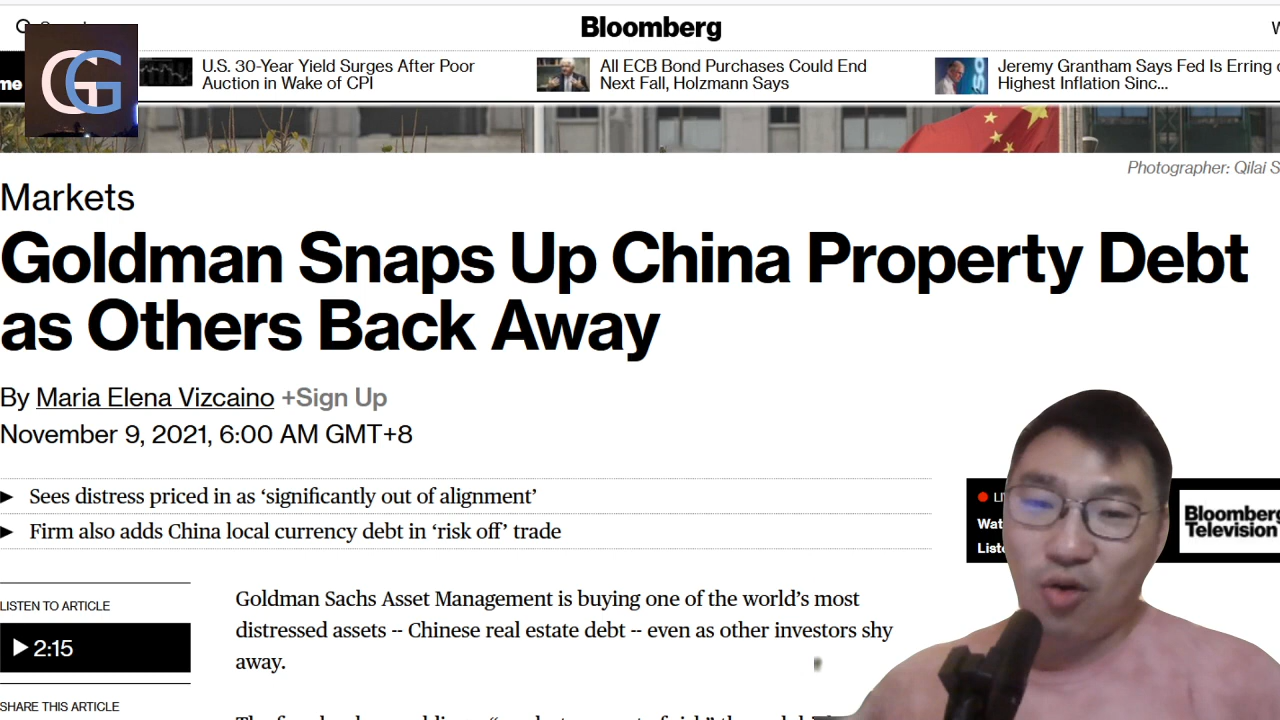 Bloomberg
me
GG
U.S. 30-Year Yield Surges After Poor
Auction in Wake of CPI
All ECB Bond Purchases Could End
Next Fall, Holzmann Says
Jeremy Grantham Says Fed Is Erring
Highest Inflation Sinc...
Photographer: Qilai S
Markets
Goldman Snaps Up China Property Debt
as Others Back Away
By Maria Elena Vizcaino +Sign Up
November 9, 2021, 6:00 AM GMT+8
► Sees distress priced in as ‘significantly out of alignment’
► Firm also adds China local currency debt in ‘risk off’ trade
LI
Wat
Liste
Bloomberg
Television
LISTEN TO ARTICLE
2:15
SHARE THIS ARTICLE
Goldman Sachs Asset Management is buying one of the world’s most
distressed assets -- Chinese real estate debt -- even as other investors shy
away.